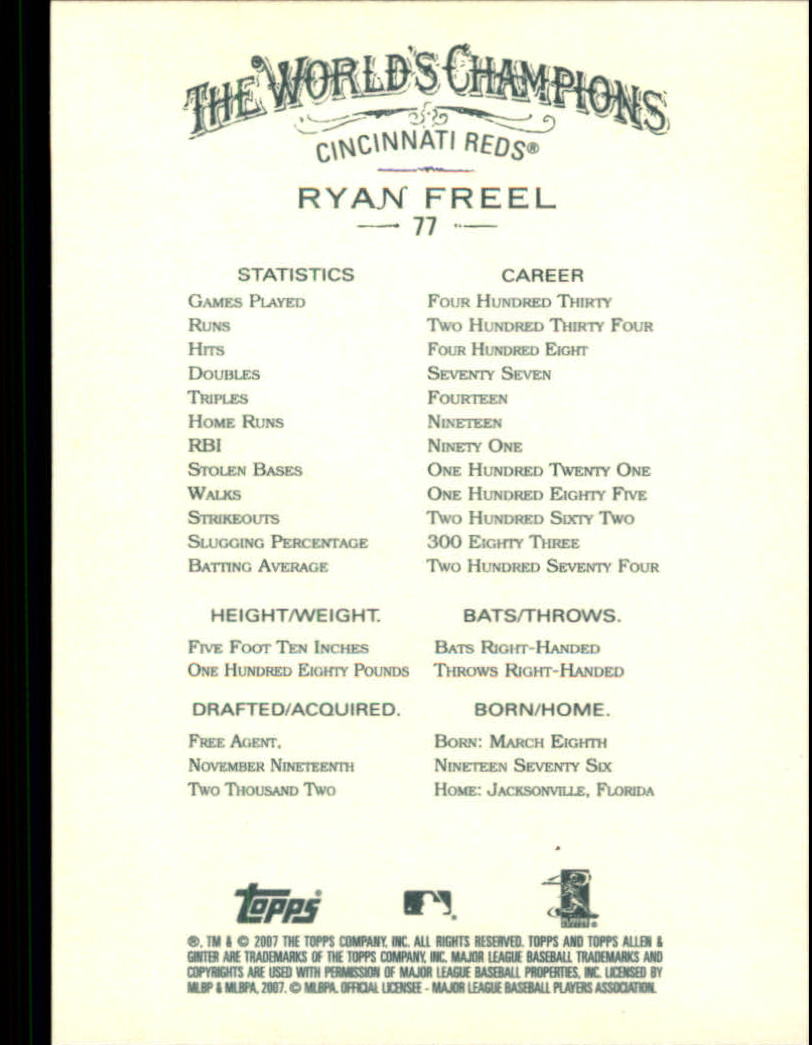 THE WORLD'S CHAMPIONS
CINCINNATI REDS®
RYAN FREEL
77
STATISTICS CAREER
GAMES PLAYED FOUR HUNDRED THIRTY
RUNS TWO HUNDRED THIRTY FOUR
HITS FOUR HUNDRED EIGHT
DOUBLES SEVENTY SEVEN
TRIPLES FOURTEEN
HOME RUNS NINETEEN
RBI NINETY ONE
STOLEN BASES ONE HUNDRED TWENTY ONE
WALKS ONE HUNDRED EIGHTY FIVE
STRIKEOUTS TWO HUNDRED SIXTY TWO
SLUGGING PERCENTAGE 300 EIGHTY THREE
BATTING AVERAGE TWO HUNDRED SEVENTY FOUR
HEIGHT/WEIGHT. BATS/THROWS.
FIVE FOOT TEN INCHES BATS RIGHT-HANDED
ONE HUNDRED EIGHTY POUNDS THROWS RIGHT-HANDED
DRAFTED/ACQUIRED. BORN/HOME.
FREE AGENT, BORN: MARCH EIGHTH
NOVEMBER NINETEENTH NINETEEN SEVENTY SIX
TWO THOUSAND TWO HOME: JACKSONVILLE, FLORIDA
Topps®
®, TM & © 2007 THE TOPPS COMPANY, INC. ALL RIGHTS RESERVED. TOPPS AND TOPPS ALLEN &
GINTER ARE TRADEMARKS OF THE TOPPS COMPANY, INC. MAJOR LEAGUE BASEBALL TRADEMARKS AND
COPYRIGHTS ARE USED WITH PERMISSION OF MAJOR LEAGUE BASEBALL PROPERTIES, INC. LICENSED BY
MLBP & MLBPA, 2007. © MLBPA. OFFICIAL LICENSEE - MAJOR LEAGUE BASEBALL PLAYERS ASSOCIATION.